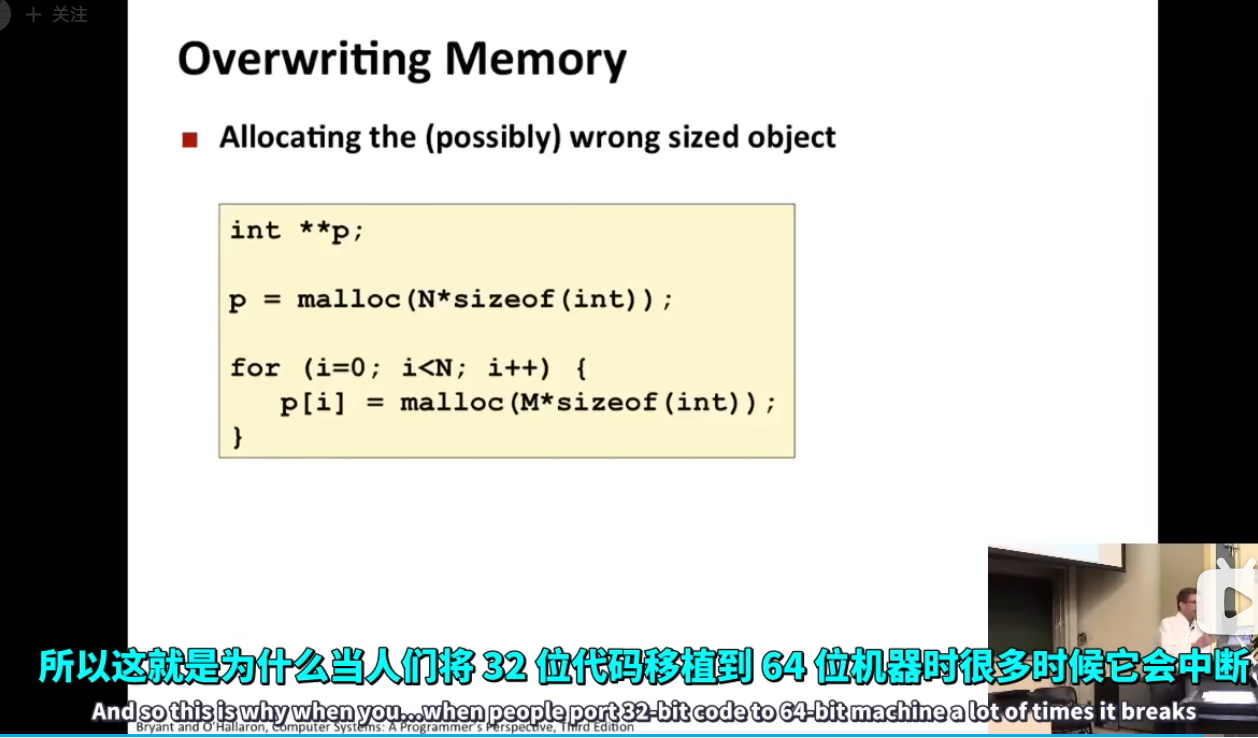 + 关注
Overwriting Memory
Allocating the (possibly) wrong sized object
int **p;
p = malloc(N*sizeof(int));
for (i=0; i<N; i++) {
p[i] = malloc(M*sizeof(int));
}
所以这就是为什么当人们将 32 位代码移植到 64 位机器时很多时候它会中断
And so this is why when you...when people port 32-bit code to 64-bit machine a lot of times it breaks
Bryant and O'Hallaron, Computer Systems: A Programmer's Perspective, Third Edition